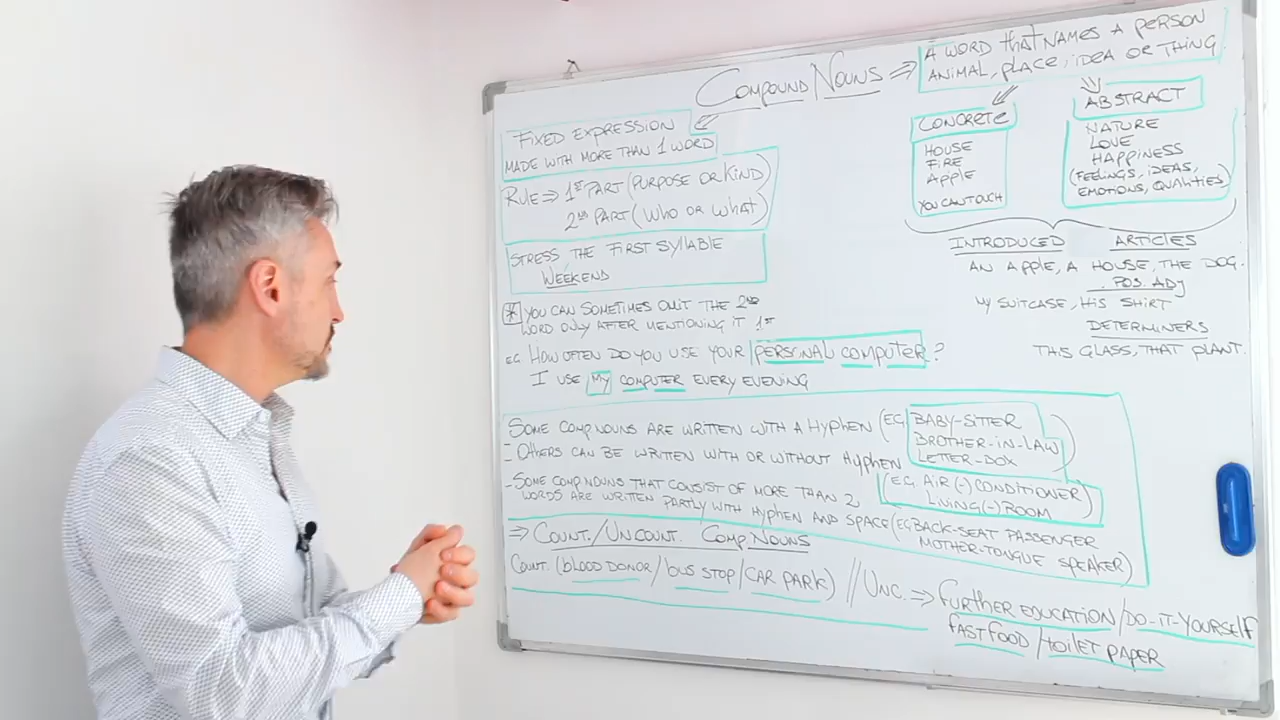 COMPOUND NOUNS ⇒ A WORD THAT NAMES A PERSON
ANIMAL, PLACE, IDEA OR THING.
FIXED EXPRESSION
MADE WITH MORE THAN 1 WORD
RULE ⇒ 1ST PART (PURPOSE OR KIND)
2ND PART (WHO OR WHAT)
STRESS THE FIRST SYLLABLE
WEEKEND
* YOU CAN SOMETIMES OMIT THE 2ND
WORD ONLY AFTER MENTIONING IT 1ST
EG. HOW OFTEN DO YOU USE YOUR PERSONAL COMPUTER?
I USE MY COMPUTER EVERY EVENING
CONCRETE
HOUSE
FIRE
APPLE
YOU CAN TOUCH
ABSTRACT
NATURE
LOVE
HAPPINESS
(FEELINGS, IDEAS,
EMOTIONS, QUALITIES)
INTRODUCED ARTICLES
AN APPLE, A HOUSE, THE DOG.
. POS. ADJ
MY SUITCASE, HIS SHIRT
DETERMINERS
THIS GLASS, THAT PLANT.
SOME COMP NOUNS ARE WRITTEN WITH A HYPHEN (EG. BABY-SITTER
BROTHER-IN-LAW
LETTER-BOX)
- OTHERS CAN BE WRITTEN WITH OR WITHOUT HYPHEN
(E.G. AIR(-)CONDITIONER
LIVING(-)ROOM)
- SOME COMP NOUNS THAT CONSIST OF MORE THAN 2
WORDS ARE WRITTEN PARTLY WITH HYPHEN AND SPACE (EG BACK-SEAT PASSENGER
MOTHER-TONGUE SPEAKER)
⇒ COUNT./UNCOUNT. COMP NOUNS
COUNT. (BLOOD DONOR/BUS STOP/CAR PARK) // UNC. ⇒ FURTHER EDUCATION/DO-IT-YOURSELF
FAST FOOD/TOILET PAPER